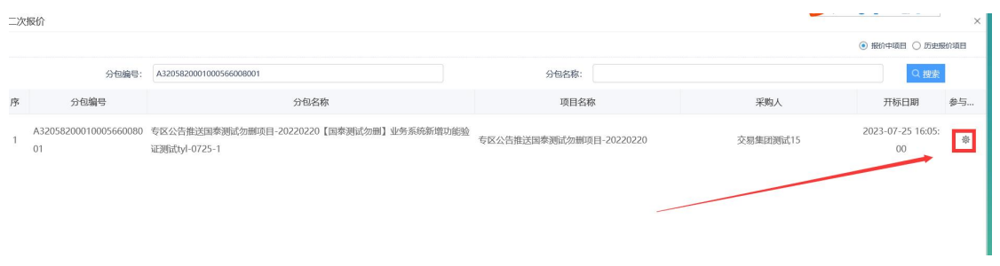 二次报价
报价中项目 历史报价项目
分包编号: A3205820001000566008001 分包名称: 搜索
序 分包编号 分包名称 项目名称 采购人 开标日期 参与...
A32058200010005660080 专区公告推送国泰测试勿删项目-20220220【国泰测试勿删】业务系统新增功能验 2023-07-25 16:05:
1 专区公告推送国泰测试勿删项目-20220220 交易集团测试15
01 证测试tyl-0725-1 00